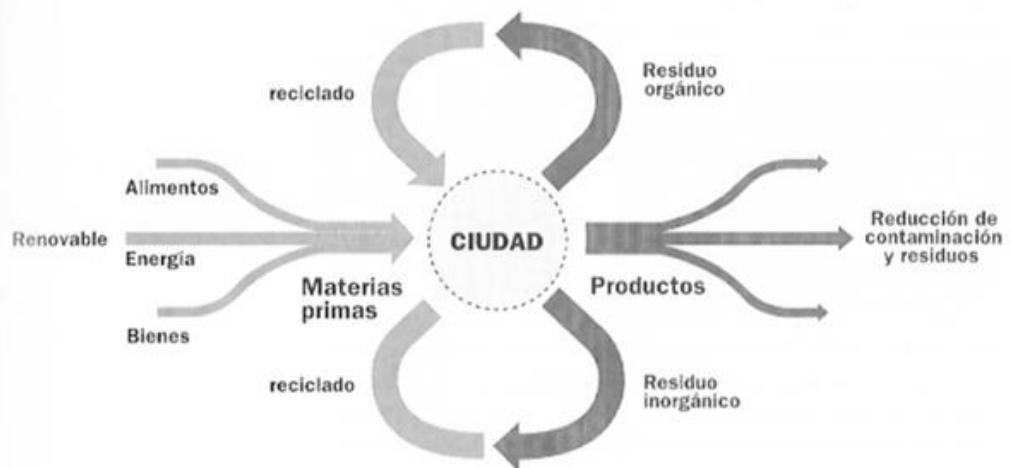 reciclado
Residuo
orgánico
Alimentos
Renovable
Energía
Bienes
Materias
primas
CIUDAD
Productos
Reducción de
contaminación
y residuos
reciclado
Residuo
inorgánico